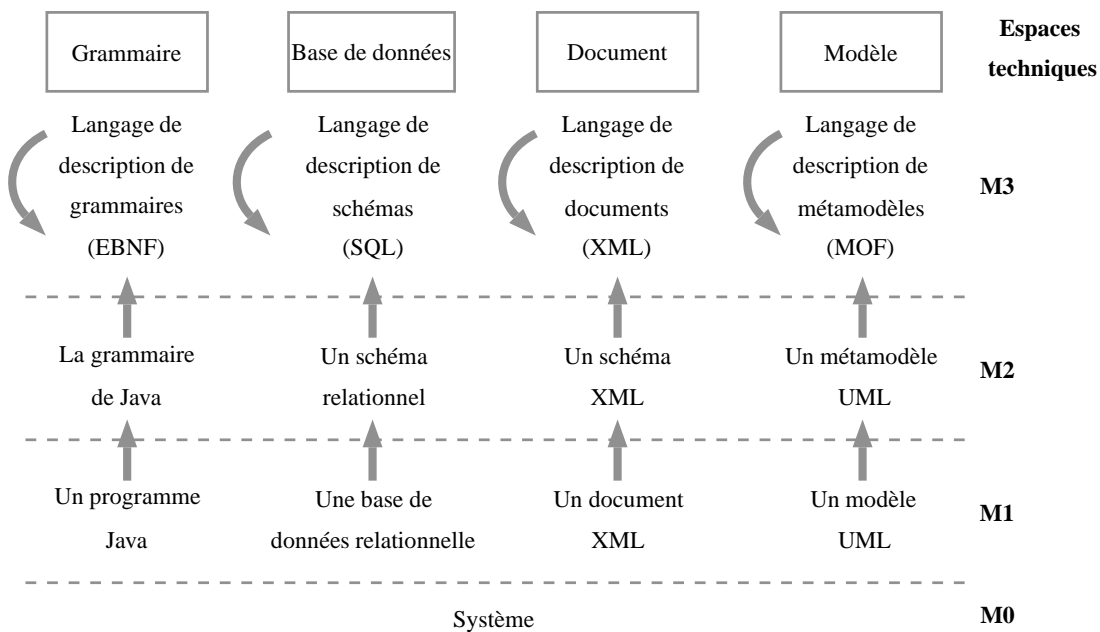 Grammaire
Base de données
Document
Modèle
Espaces
techniques
Langage de
description de
grammaires
(EBNF)
Langage de
description de
schémas
(SQL)
Langage de
description de
documents
(XML)
Langage de
description de
métamodèles
(MOF)
M3
La grammaire
de Java
Un schéma
relationnel
Un schéma
XML
Un métamodèle
UML
M2
Un programme
Java
Une base de
données relationnelle
Un document
XML
Un modèle
UML
M1
Système
M0